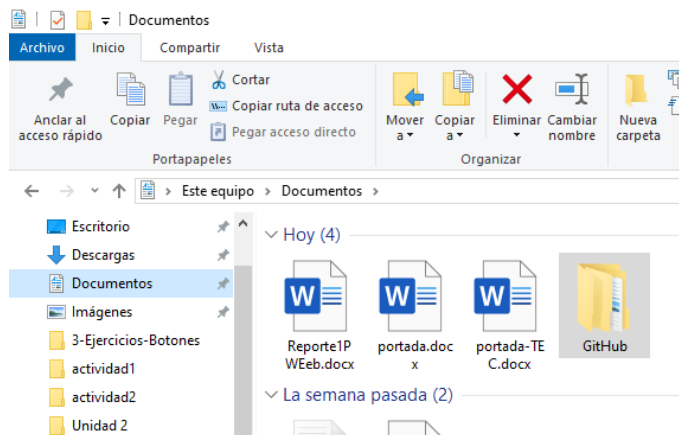 Documentos
Archivo Inicio Compartir Vista
Anclar al acceso rápido
Copiar
Pegar
Cortar
Copiar ruta de acceso
Pegar acceso directo
Portapapeles
Mover a
Copiar a
Eliminar
Cambiar nombre
Organizar
Nueva carpeta
Este equipo > Documentos >
Escritorio
Descargas
Documentos
Imágenes
3-Ejercicios-Botones
actividad1
actividad2
Unidad 2
Hoy (4)
Reporte1P
WEeb.docx
portada.doc
x
portada-TE
C.docx
GitHub
La semana pasada (2)